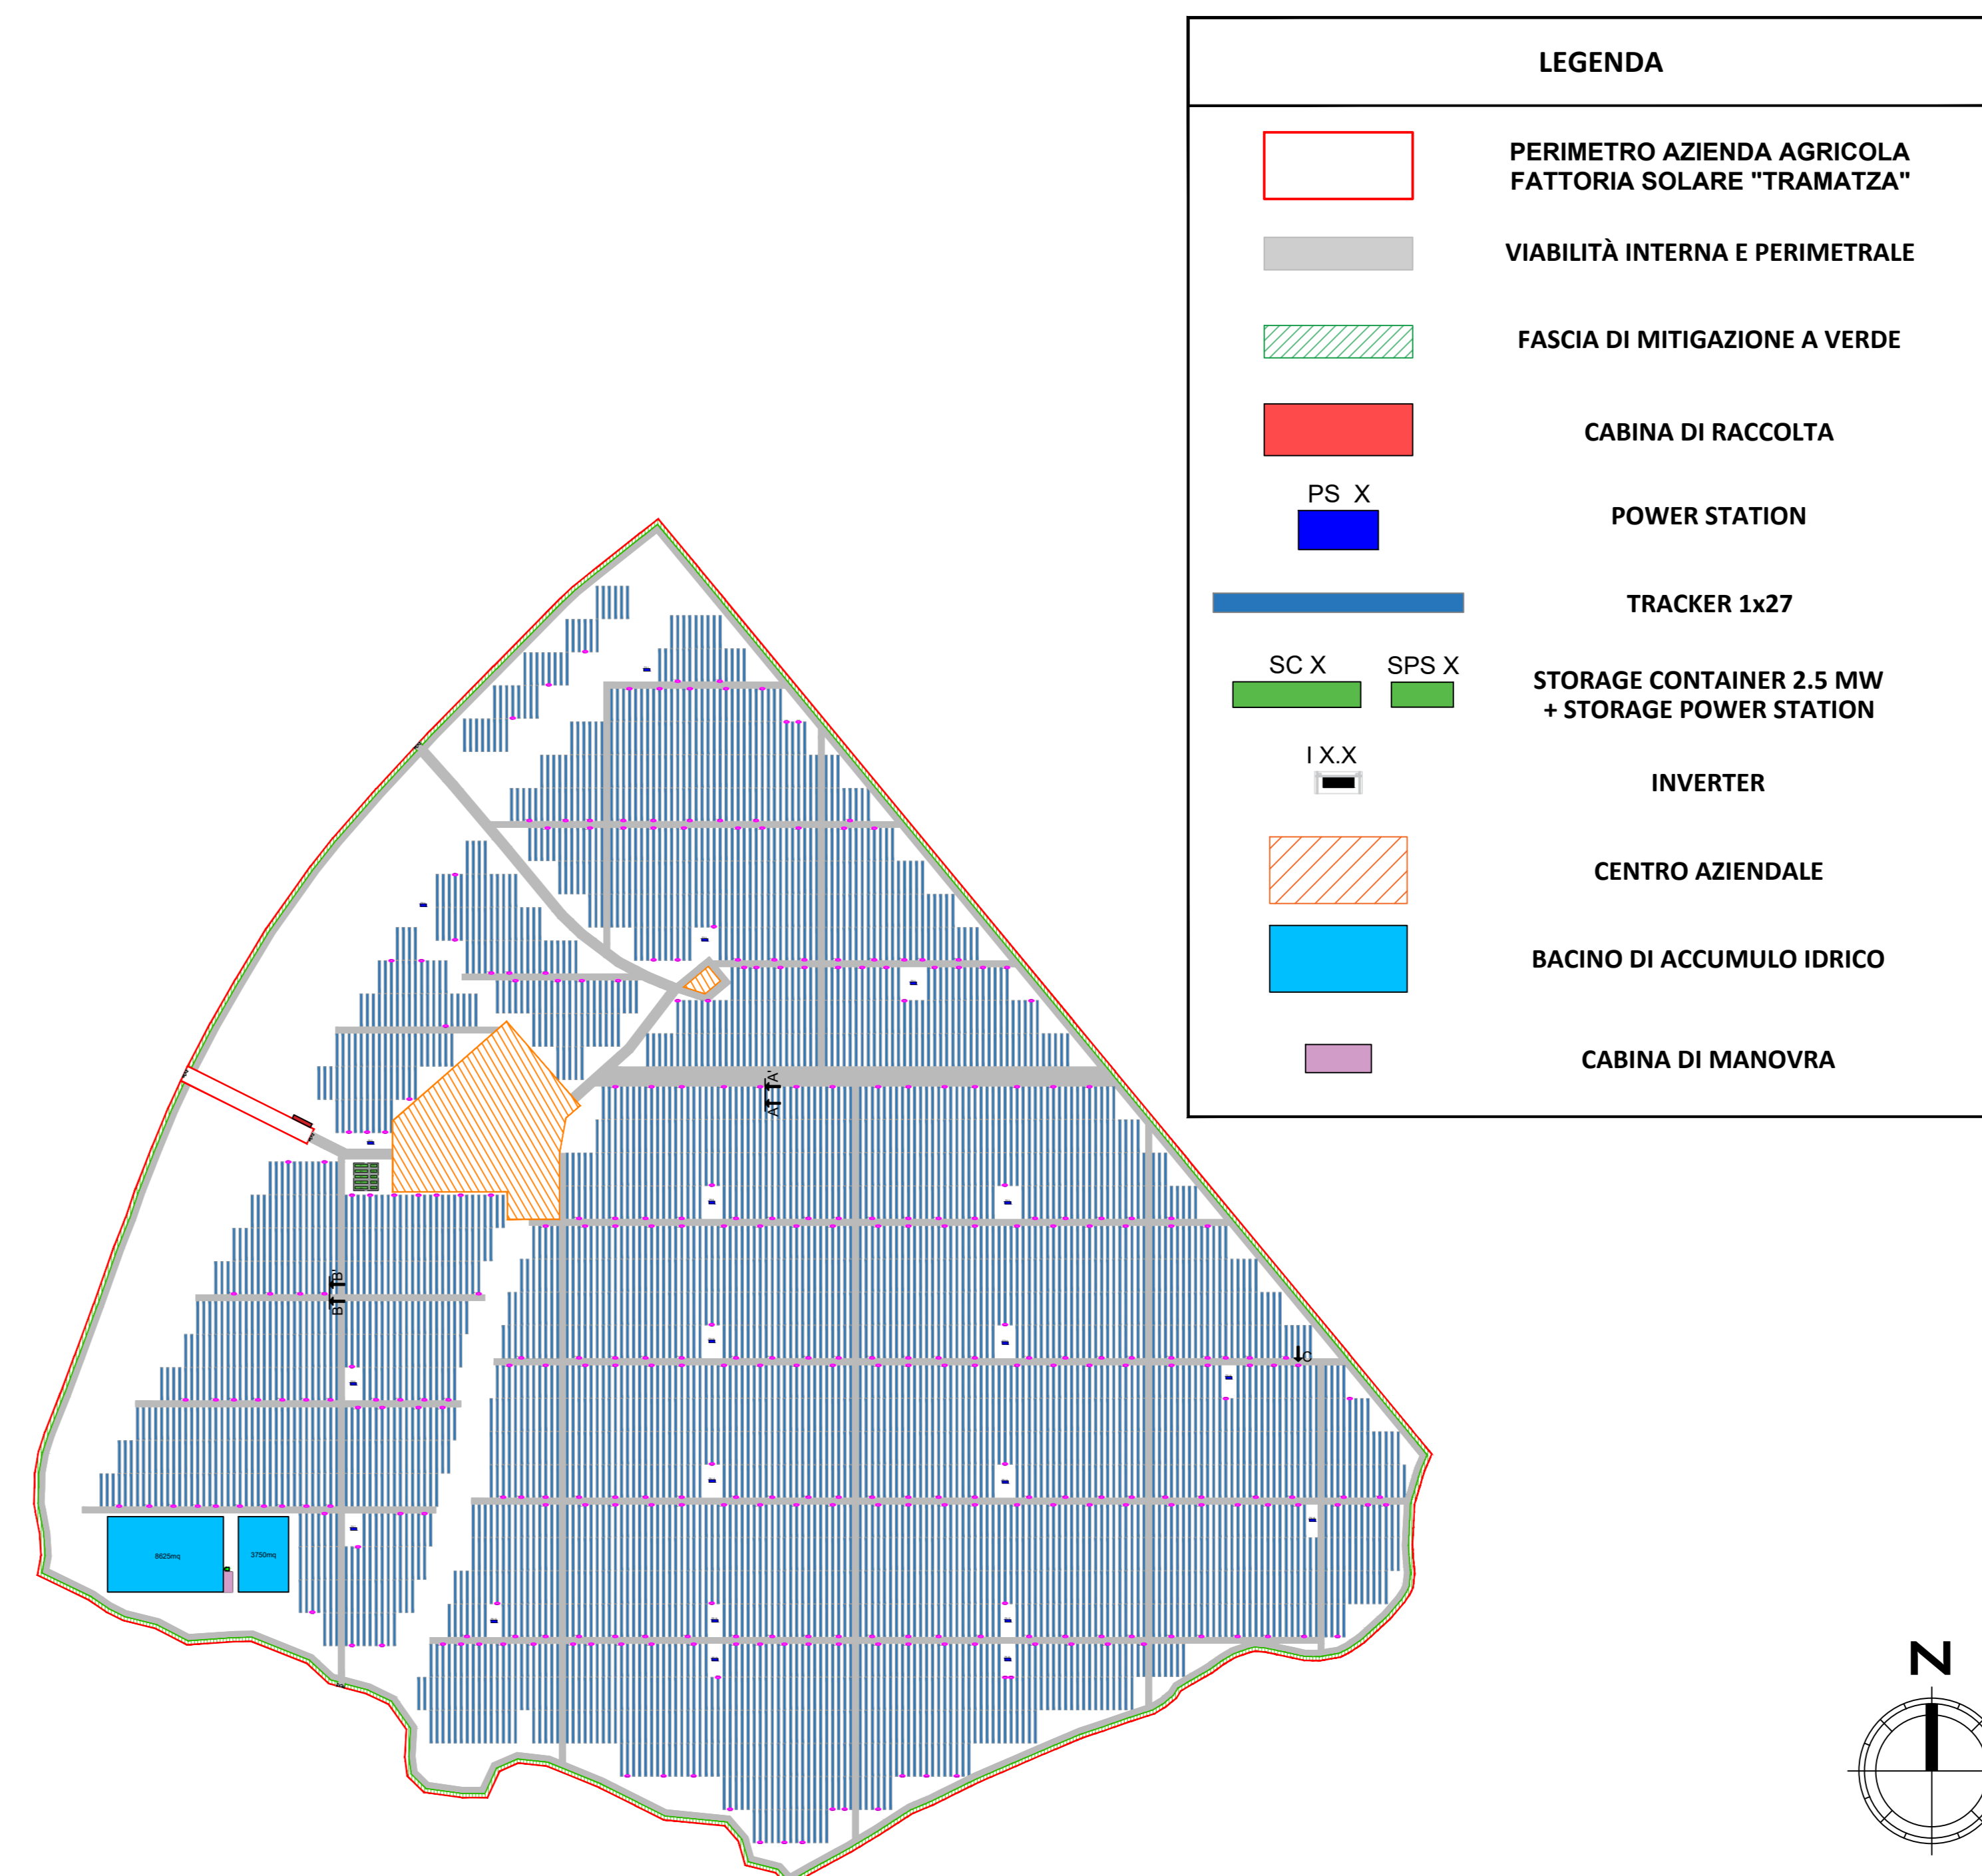 LEGENDA
PERIMETRO AZIENDA AGRICOLA
FATTORIA SOLARE "TRAMATZA"
VIABILITÀ INTERNA E PERIMETRALE
FASCIA DI MITIGAZIONE A VERDE
CABINA DI RACCOLTA
PS X
POWER STATION
TRACKER 1x27
SC X
SPS X
STORAGE CONTAINER 2.5 MW
+ STORAGE POWER STATION
I X.X
INVERTER
CENTRO AZIENDALE
BACINO DI ACCUMULO IDRICO
CABINA DI MANOVRA
A
A'
B
B'
C
8625mq
3750mq
N